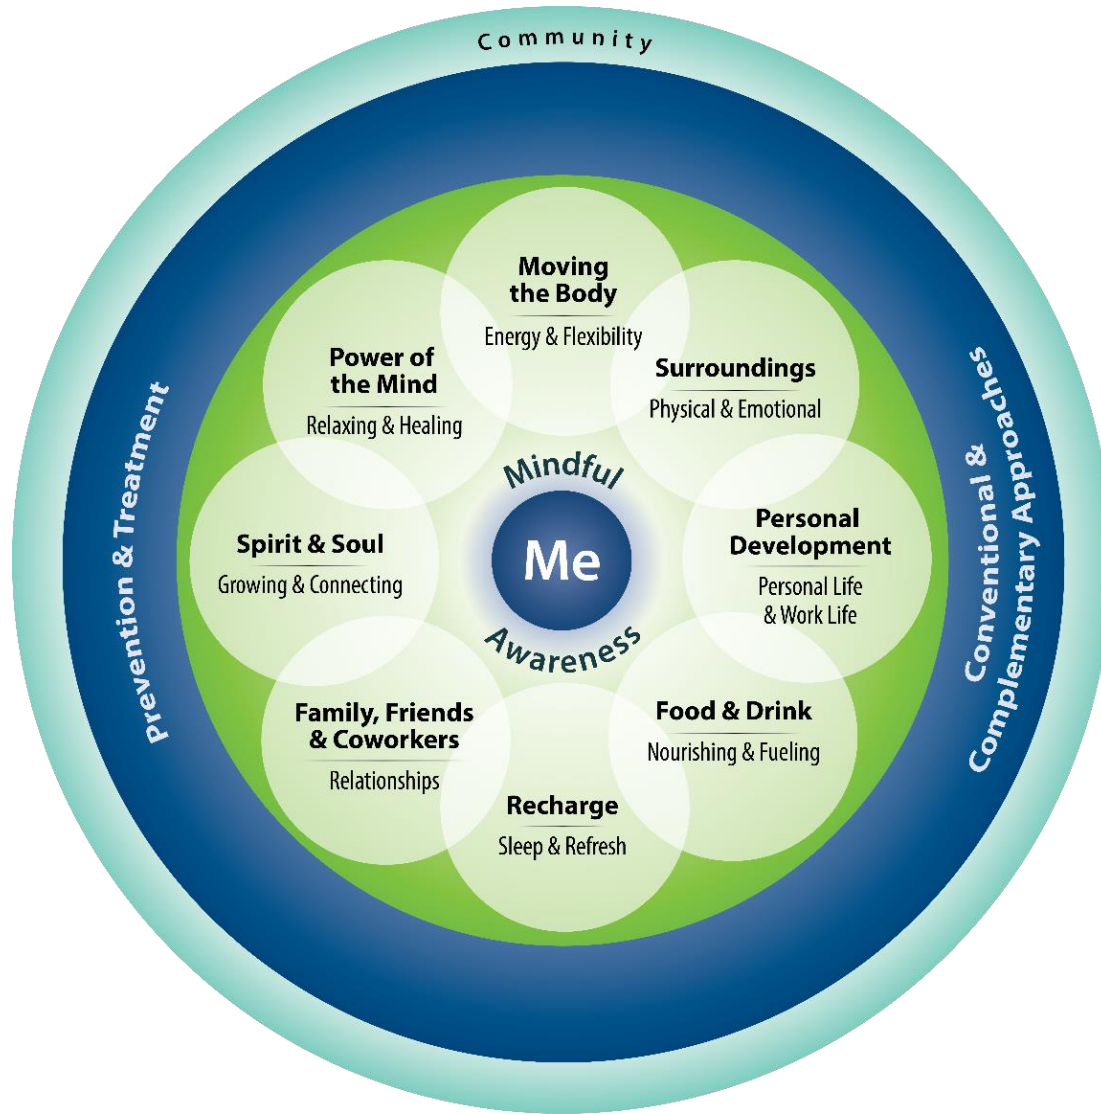 Community
Moving
the Body
Energy & Flexibility
Surroundings
Physical & Emotional
Personal
Development
Personal Life
& Work Life
Food & Drink
Nourishing & Fueling
Recharge
Sleep & Refresh
Family, Friends
& Coworkers
Relationships
Spirit & Soul
Growing & Connecting
Power of
the Mind
Relaxing & Healing
Mindful
Me
Awareness
Prevention & Treatment
Conventional &
Complementary Approaches